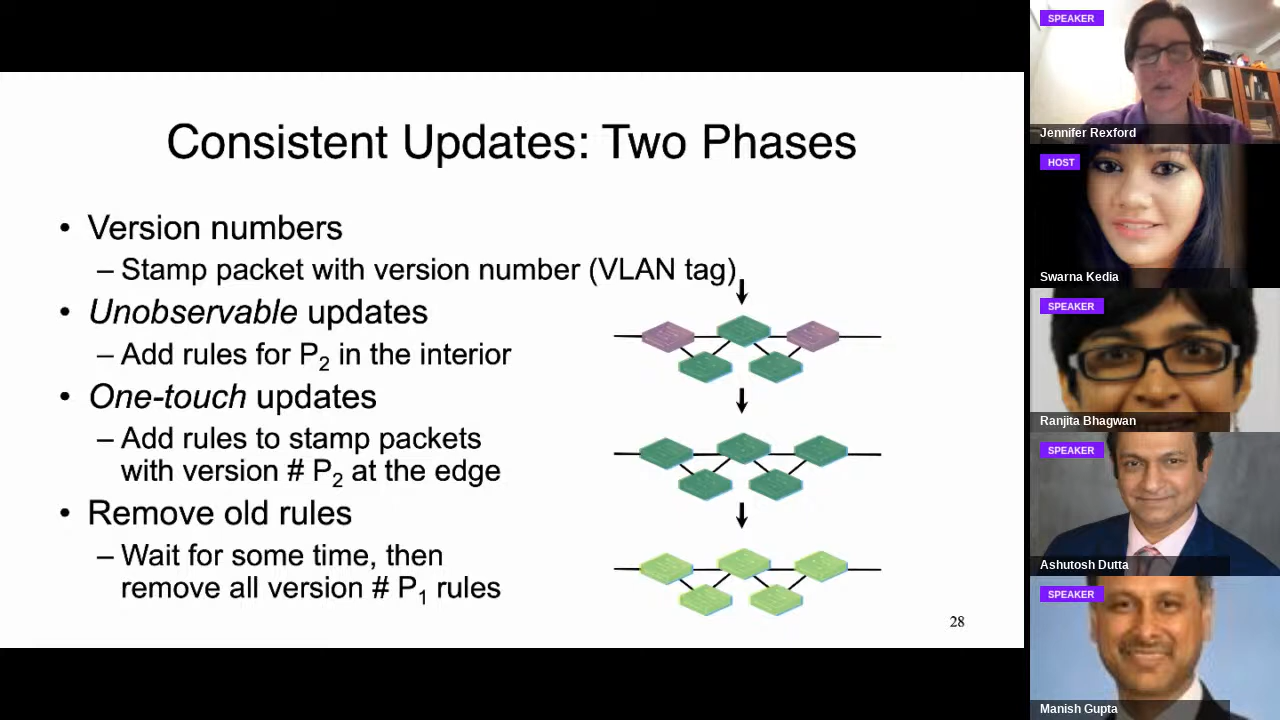 Consistent Updates: Two Phases
• Version numbers
– Stamp packet with version number (VLAN tag)
• Unobservable updates
– Add rules for P2 in the interior
• One-touch updates
– Add rules to stamp packets
with version # P2 at the edge
• Remove old rules
– Wait for some time, then
remove all version # P1 rules
28
SPEAKER
Jennifer Rexford
HOST
Swarna Kedia
SPEAKER
Ranjita Bhagwan
SPEAKER
Ashutosh Dutta
SPEAKER
Manish Gupta